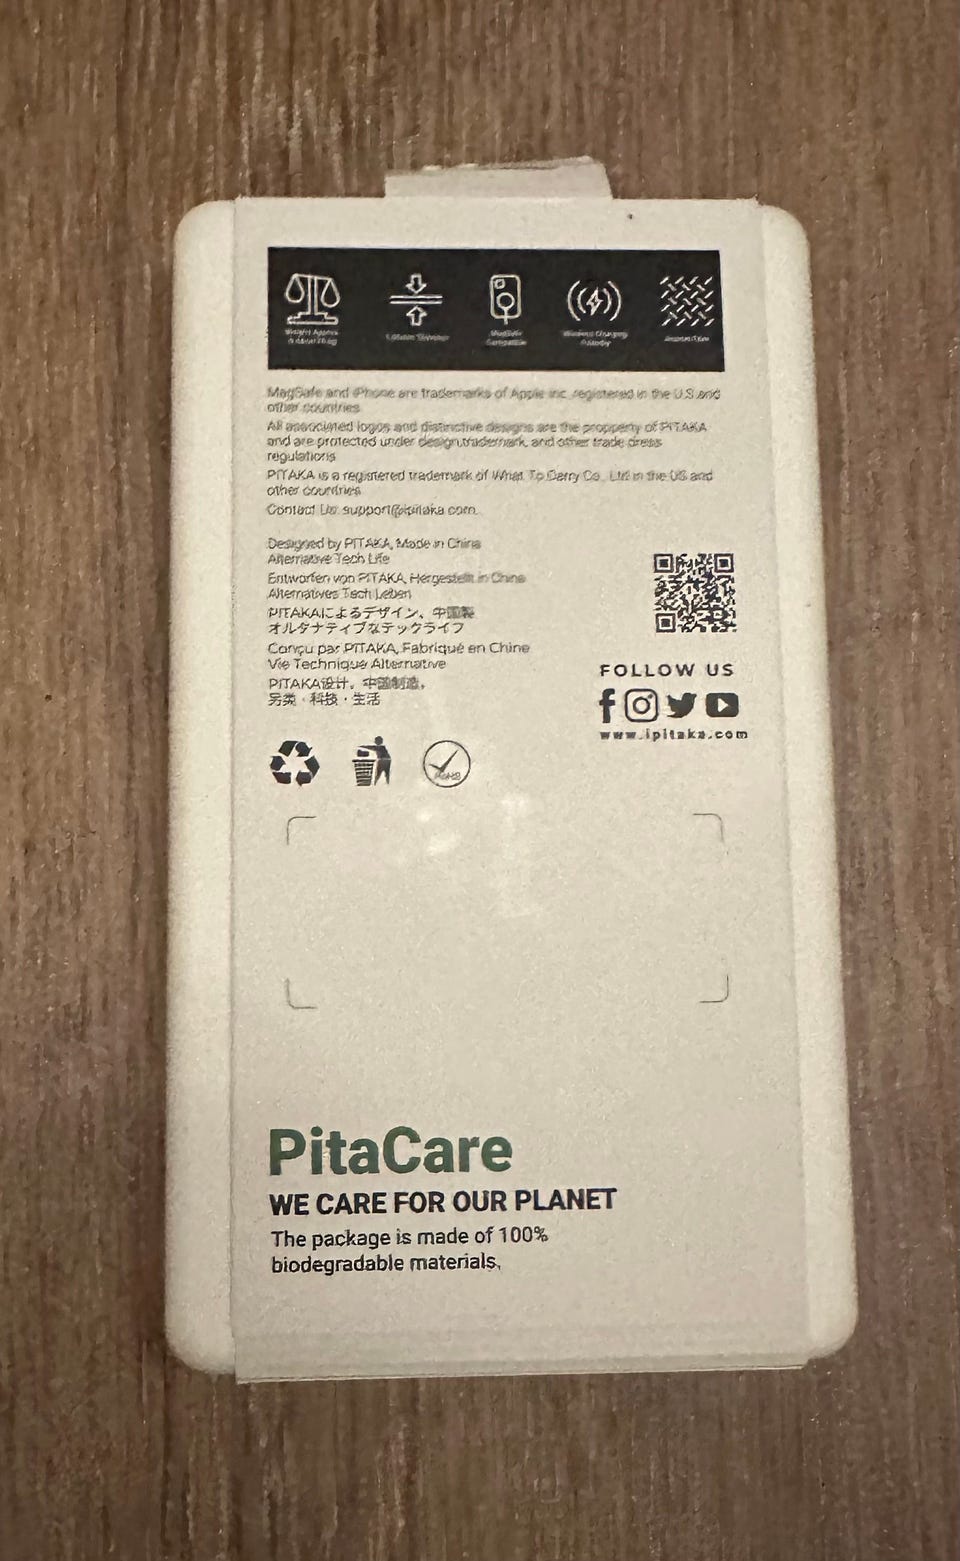 MagSafe
Compatible
Wireless Charging
MagSafe and iPhone are trademarks of Apple Inc, registered in the U.S and
other countries
All associated logos and distinctive designs are the property of PITAKA
and are protected under design,trademark, and other trade dress
regulations
PITAKA is a registered trademark of What To Carry Co., Ltd in the US and
other countries
Contact Us: support@ipitaka.com
Designed by PITAKA, Made in China
Alternative Tech Life
Entworfen von PITAKA, Hergestellt in China
Alternatives Tech Leben
PITAKAによるデザイン、中国製
オルタナティブなテックライフ
Conçu par PITAKA, Fabriqué en Chine
Vie Technique Alternative
PITAKA设计，中国制造，
另类·科技·生活
FOLLOW US
www.ipitaka.com
RoHS
PitaCare
WE CARE FOR OUR PLANET
The package is made of 100%
biodegradable materials.